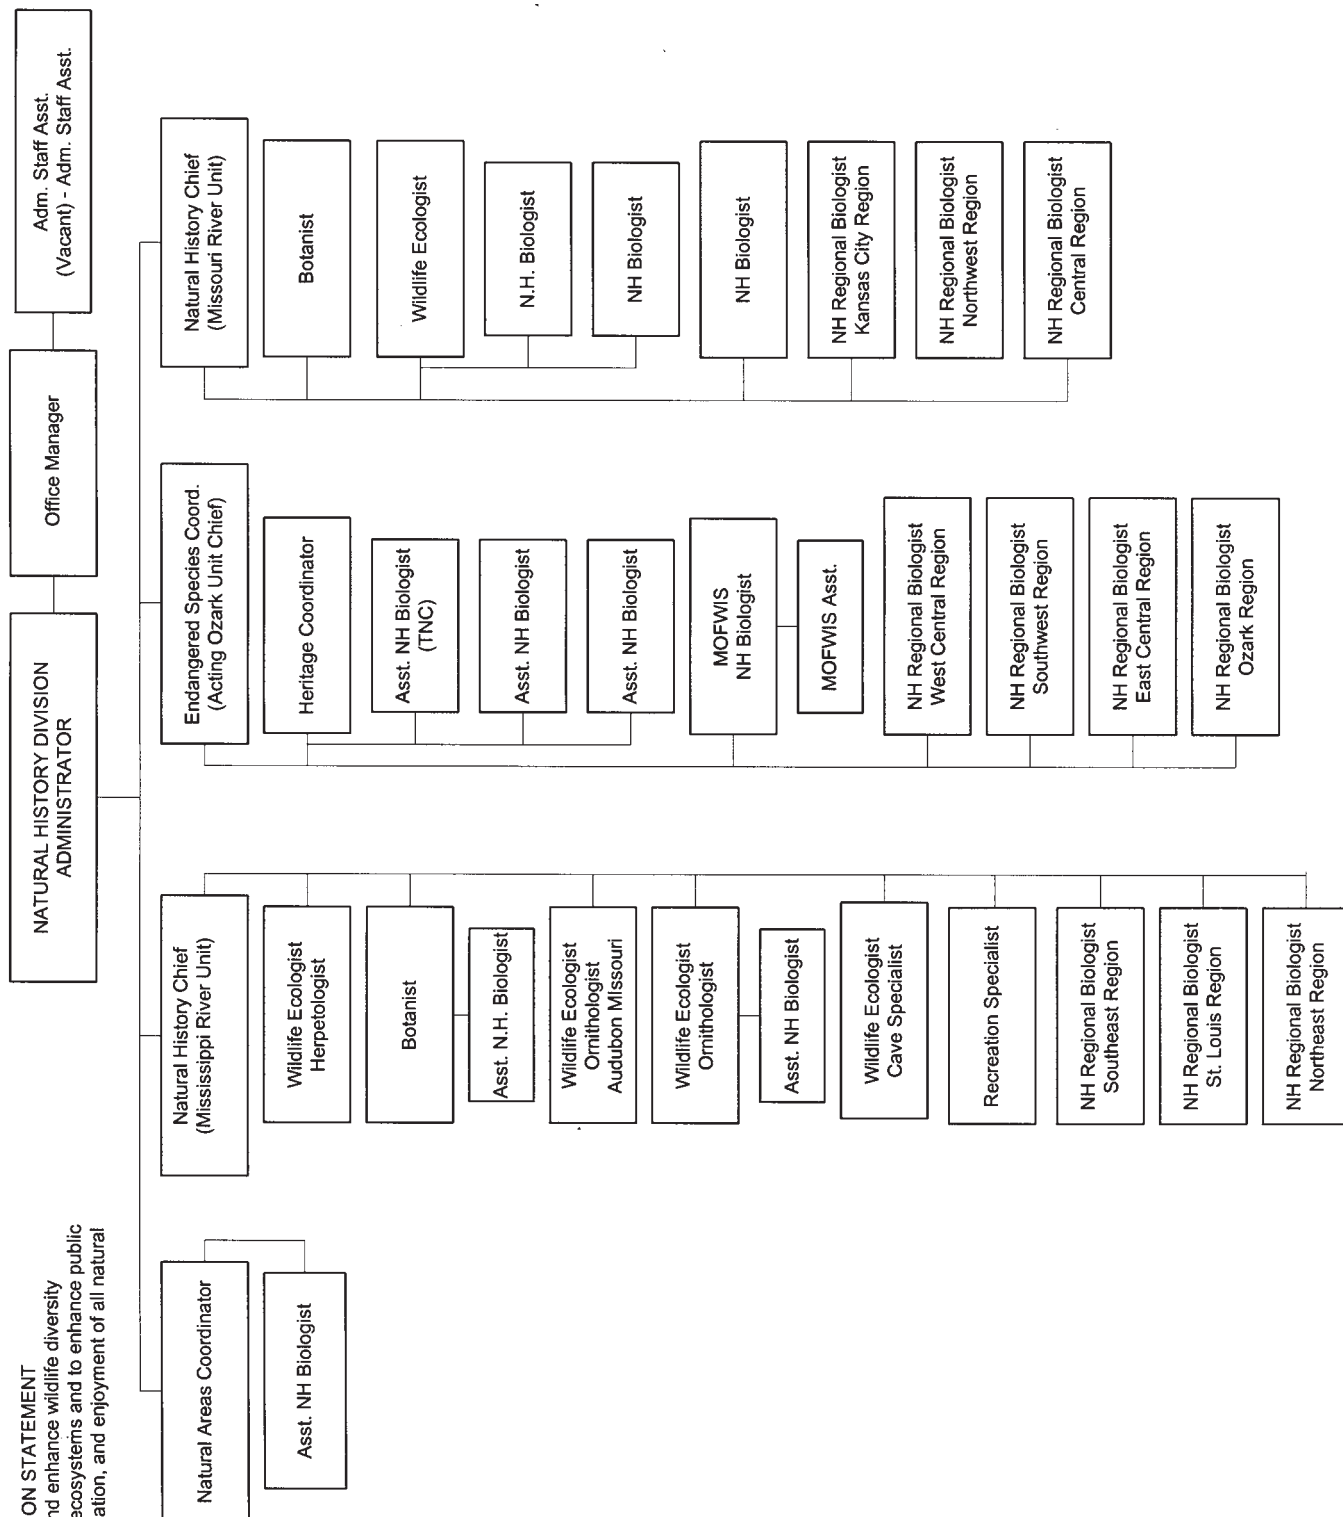 ON STATEMENT
enhance wildlife diversity
ecosystems and to enhance public
and enjoyment of all natural
NATURAL HISTORY DIVISION
ADMINISTRATOR
Office Manager
Adm. Staff Asst.
(Vacant) - Adm. Staff Asst.
Natural Areas Coordinator
Asst. NH Biologist
Natural History Chief
(Mississippi River Unit)
Wildlife Ecologist
Herpetologist
Botanist
Asst. N.H. Biologist
Wildlife Ecologist
Ornithologist
Audubon MIssouri
Wildlife Ecologist
Ornithologist
Asst. NH Biologist
Wildlife Ecologist
Cave Specialist
Recreation Specialist
NH Regional Biologist
Southeast Region
NH Regional Biologist
St. Louis Region
NH Regional Biologist
Northeast Region
Endangered Species Coord.
(Acting Ozark Unit Chief)
Heritage Coordinator
Asst. NH Biologist
(TNC)
Asst. NH Biologist
Asst. NH Biologist
MOFWIS
NH Biologist
MOFWIS Asst.
NH Regional Biologist
West Central Region
NH Regional Biologist
Southwest Region
NH Regional Biologist
East Central Region
NH Regional Biologist
Ozark Region
Natural History Chief
(Missouri River Unit)
Botanist
Wildlife Ecologist
N.H. Biologist
NH Biologist
NH Biologist
NH Regional Biologist
Kansas City Region
NH Regional Biologist
Northwest Region
NH Regional Biologist
Central Region